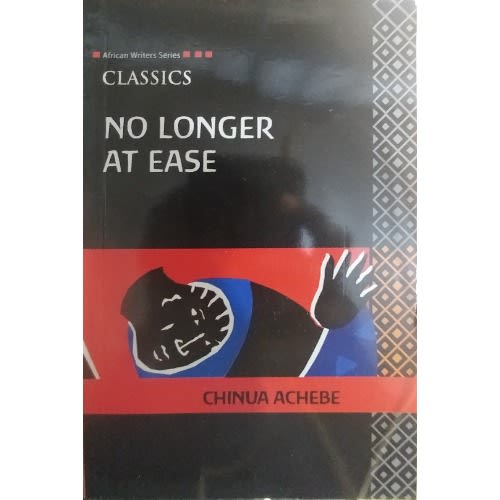 African Writers Series
CLASSICS
NO LONGER
AT EASE
CHINUA ACHEBE